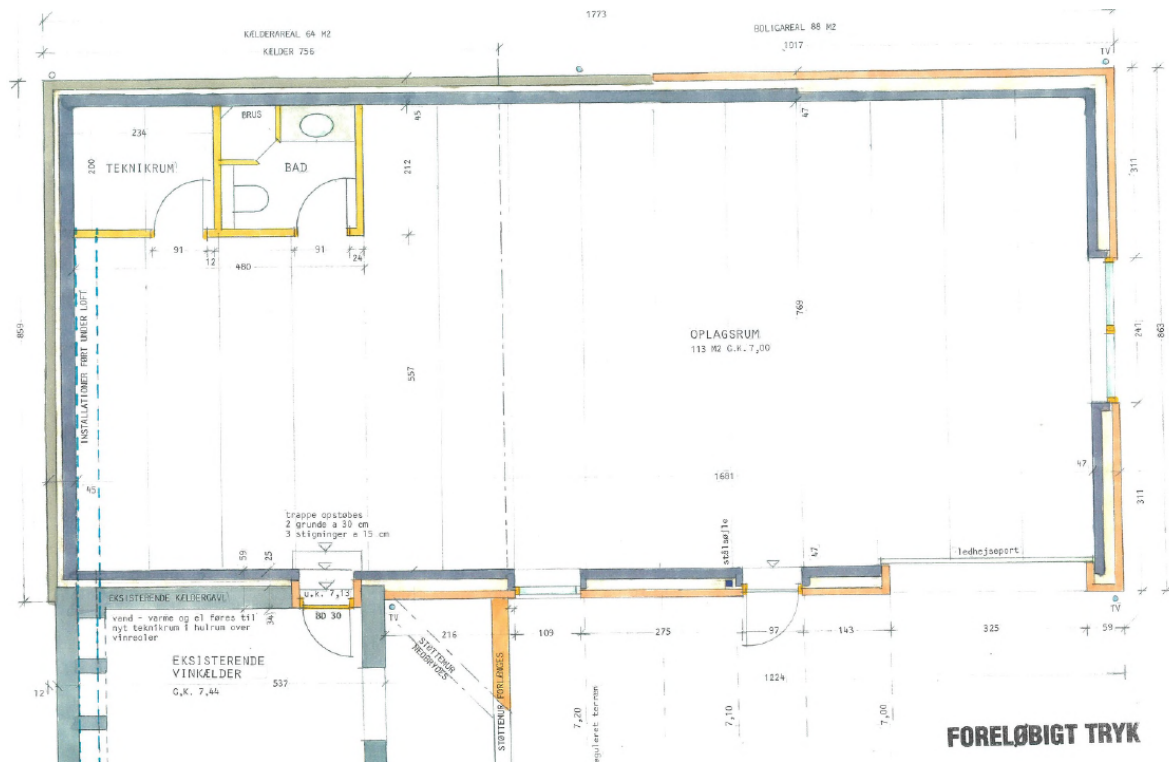 1773
KÆLDERAREAL 64 M2
BOLIGAREAL 88 M2
KÆLDER 756
1017
TV
BRUS
234
45
47
200
TEKNIKRUM
BAD
212
311
91
12
91
24
480
INSTALLATIONER FØRT UNDER LOFT
859
557
769
OPLAGSRUM
113 M2 G.K. 7,00
241
863
45
1681
47
311
trappe opstøbes
2 grunde a 30 cm
3 stigninger a 15 cm
stålsøjle
ledhejseport
59
25
47
EKSISTERENDE KÆLDERGAVL
u.k. 7,13
BD 30
34
TV
TV
vand - varme og el føres til
nyt teknikrum i hulrum over
vinreoler
216
109
275
97
143
325
59
STØTTEMUR
NEDBRYDES
STØTTEMUR FORLÆNGES
EKSISTERENDE
VINKÆLDER
G.K. 7,44
537
12
1224
7,20
7,10
7,00
guleret terræn
FORELØBIGT TRYK